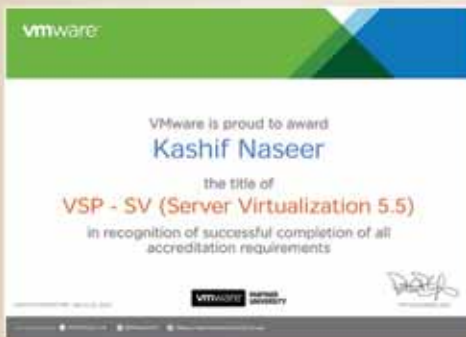 vmware
VMware is proud to award
Kashif Naseer
the title of
VSP - SV (Server Virtualization 5.5)
in recognition of successful completion of all
accreditation requirements
vmware PARTNER
UNIVERSITY